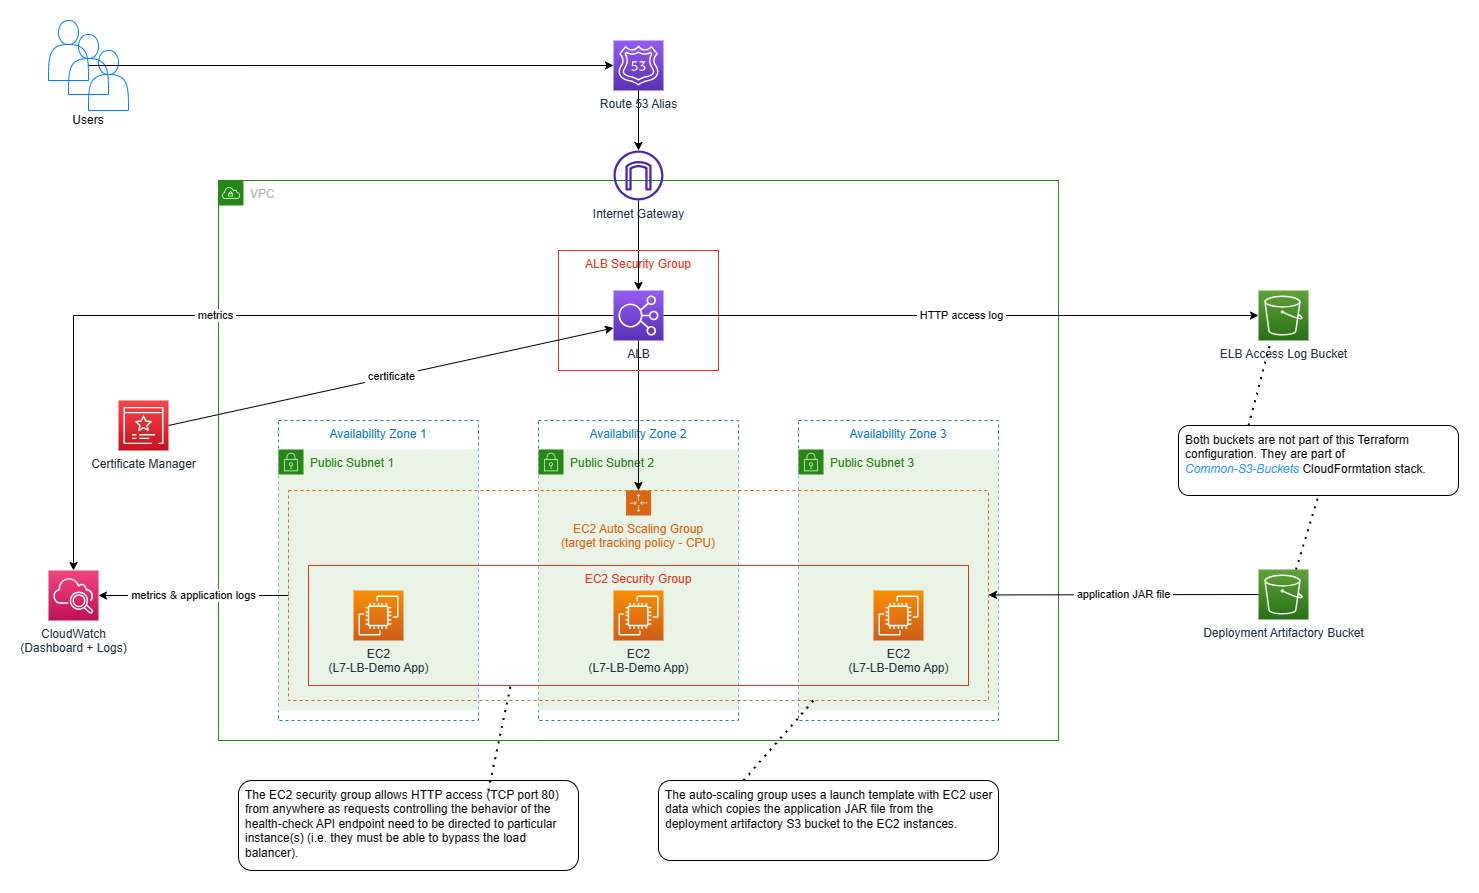 53
Users
Route 53 Alias
VPC
Internet Gateway
ALB Security Group
metrics
HTTP access log
ALB
ELB Access Log Bucket
certificate
Certificate Manager
Availability Zone 1
Availability Zone 2
Availability Zone 3
Public Subnet 1
Public Subnet 2
Public Subnet 3
Both buckets are not part of this Terraform
configuration. They are part of
Common-S3-Buckets CloudFormtation stack.
EC2 Auto Scaling Group
(target tracking policy - CPU)
EC2 Security Group
metrics & application logs
application JAR file
CloudWatch
(Dashboard + Logs)
EC2
(L7-LB-Demo App)
EC2
(L7-LB-Demo App)
EC2
(L7-LB-Demo App)
Deployment Artifactory Bucket
The EC2 security group allows HTTP access (TCP port 80)
from anywhere as requests controlling the behavior of the
health-check API endpoint need to be directed to particular
instance(s) (i.e. they must be able to bypass the load
balancer).
The auto-scaling group uses a launch template with EC2 user
data which copies the application JAR file from the
deployment artifactory S3 bucket to the EC2 instances.